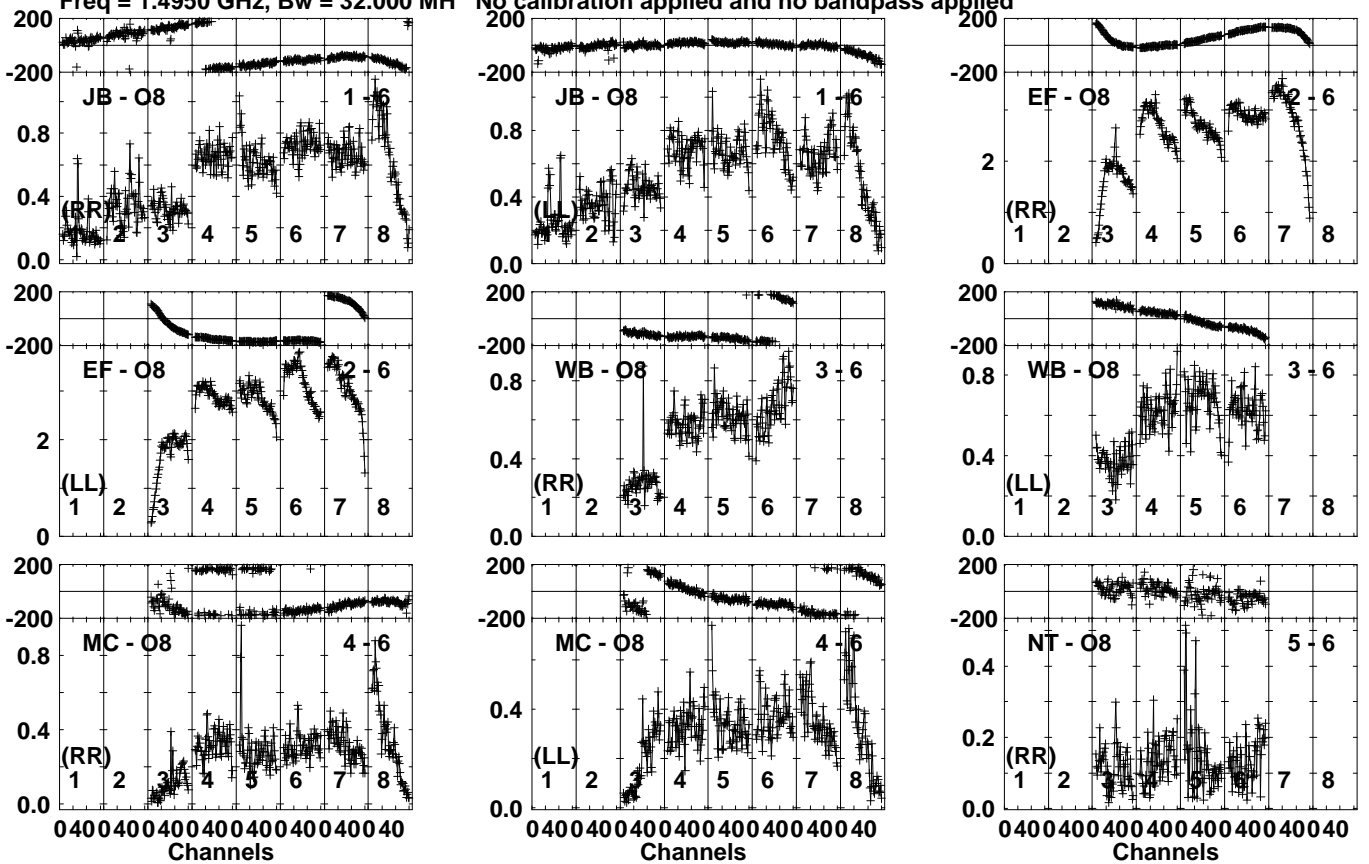 Freq = 1.4950 GHz, Bw = 32.000 MH No calibration applied and no bandpass applied
200
-200
JB - O8 1 - 6
0.8
0.4
0.0
(RR)
1 2 3 4 5 6 7 8
200
-200
JB - O8 1 - 6
0.8
0.4
0.0
(LL)
1 2 3 4 5 6 7 8
200
-200
EF - O8 2 - 6
2
0
(RR)
1 2 3 4 5 6 7 8
200
-200
EF - O8 2 - 6
2
0
(LL)
1 2 3 4 5 6 7 8
200
-200
WB - O8 3 - 6
0.8
0.4
0.0
(RR)
1 2 3 4 5 6 7 8
200
-200
WB - O8 3 - 6
0.8
0.4
0.0
(LL)
1 2 3 4 5 6 7 8
200
-200
MC - O8 4 - 6
0.8
0.4
0.0
(RR)
1 2 3 4 5 6 7 8
0 40 0 40 0 40 0 40 0 40 0 40 0 40 0 40
Channels
200
-200
MC - O8 4 - 6
0.4
0.0
(LL)
1 2 3 4 5 6 7 8
0 40 0 40 0 40 0 40 0 40 0 40 0 40 0 40
Channels
200
-200
NT - O8 5 - 6
0.4
0.2
0.0
(RR)
1 2 3 4 5 6 7 8
0 40 0 40 0 40 0 40 0 40 0 40 0 40 0 40
Channels